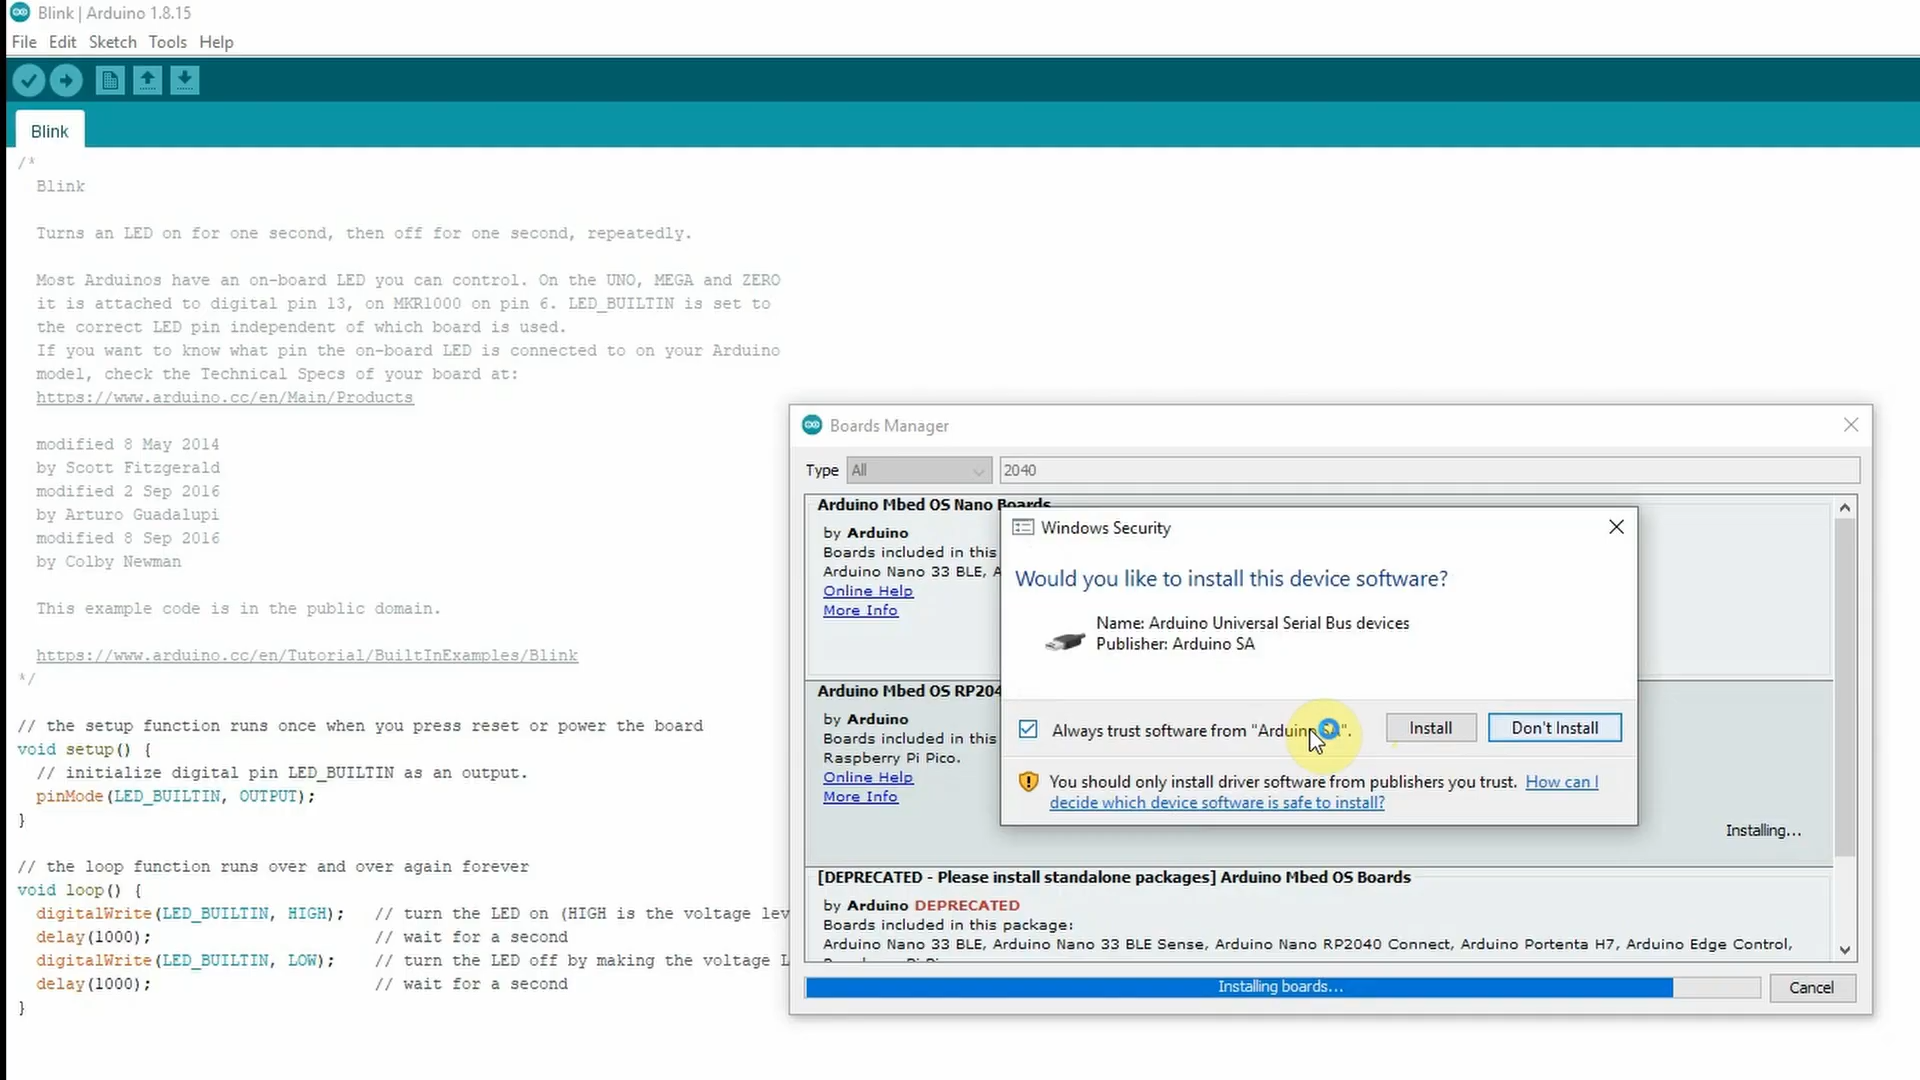 Blink | Arduino 1.8.15
File Edit Sketch Tools Help
Blink
/*
Blink
Turns an LED on for one second, then off for one second, repeatedly.
Most Arduinos have an on-board LED you can control. On the UNO, MEGA and ZERO
it is attached to digital pin 13, on MKR1000 on pin 6. LED_BUILTIN is set to
the correct LED pin independent of which board is used.
If you want to know what pin the on-board LED is connected to on your Arduino
model, check the Technical Specs of your board at:
https://www.arduino.cc/en/Main/Products
modified 8 May 2014
by Scott Fitzgerald
modified 2 Sep 2016
by Arturo Guadalupi
modified 8 Sep 2016
by Colby Newman
This example code is in the public domain.
https://www.arduino.cc/en/Tutorial/BuiltInExamples/Blink
*/
// the setup function runs once when you press reset or power the board
void setup() {
// initialize digital pin LED_BUILTIN as an output.
pinMode(LED_BUILTIN, OUTPUT);
}
// the loop function runs over and over again forever
void loop() {
digitalWrite(LED_BUILTIN, HIGH); // turn the LED on (HIGH is the voltage lev
delay(1000); // wait for a second
digitalWrite(LED_BUILTIN, LOW); // turn the LED off by making the voltage L
delay(1000); // wait for a second
}
Boards Manager
Type All 2040
Arduino Mbed OS Nano Boards
by Arduino
Boards included in this
Arduino Nano 33 BLE, A
Online Help
More Info
Arduino Mbed OS RP204
by Arduino
Boards included in this
Raspberry Pi Pico.
Online Help
More Info
Installing...
[DEPRECATED - Please install standalone packages] Arduino Mbed OS Boards
by Arduino DEPRECATED
Boards included in this package:
Arduino Nano 33 BLE, Arduino Nano 33 BLE Sense, Arduino Nano RP2040 Connect, Arduino Portenta H7, Arduino Edge Control,
Installing boards...
Cancel
Windows Security
Would you like to install this device software?
Name: Arduino Universal Serial Bus devices
Publisher: Arduino SA
Always trust software from "Arduino SA".
Install
Don't Install
You should only install driver software from publishers you trust. How can I
decide which device software is safe to install?